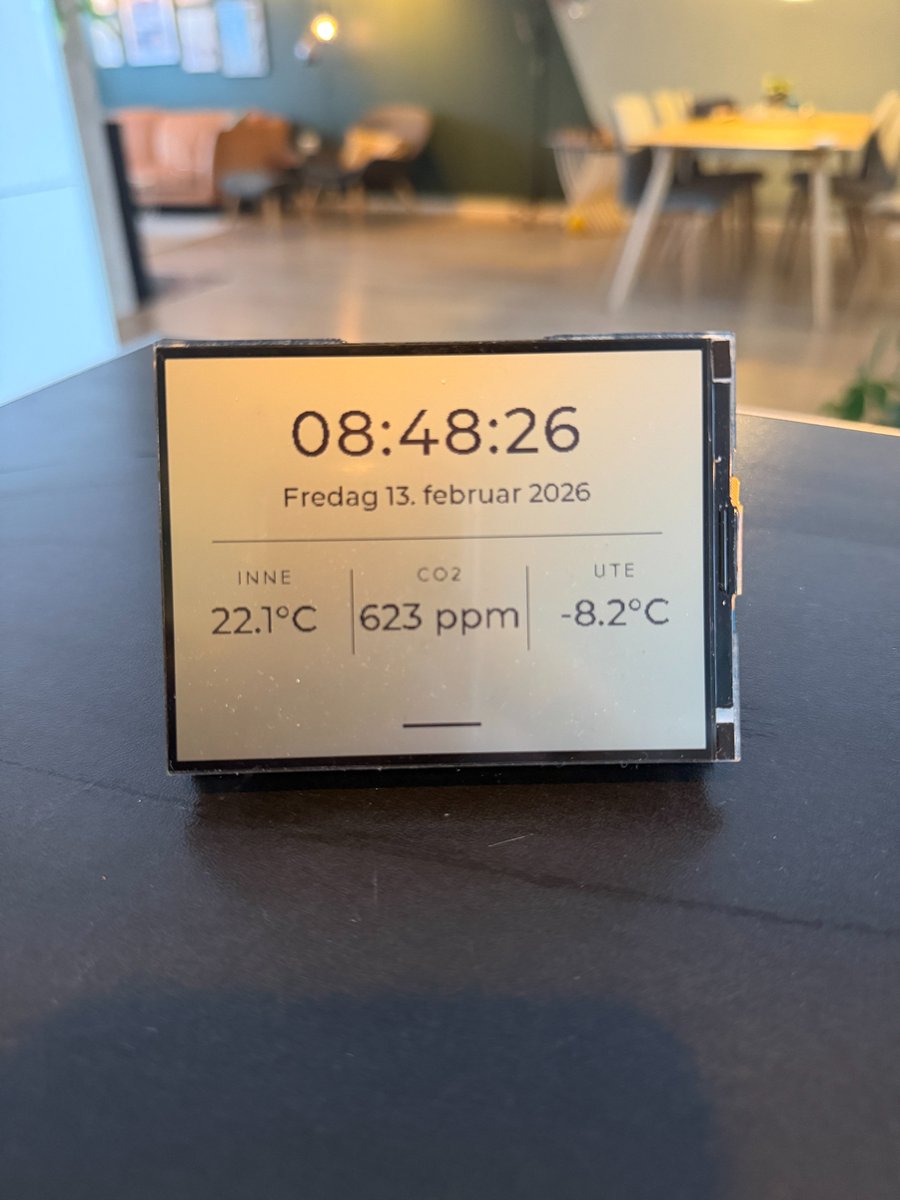 08:48:26
Fredag 13. februar 2026
INNE
22.1°C
CO2
623 ppm
UTE
-8.2°C